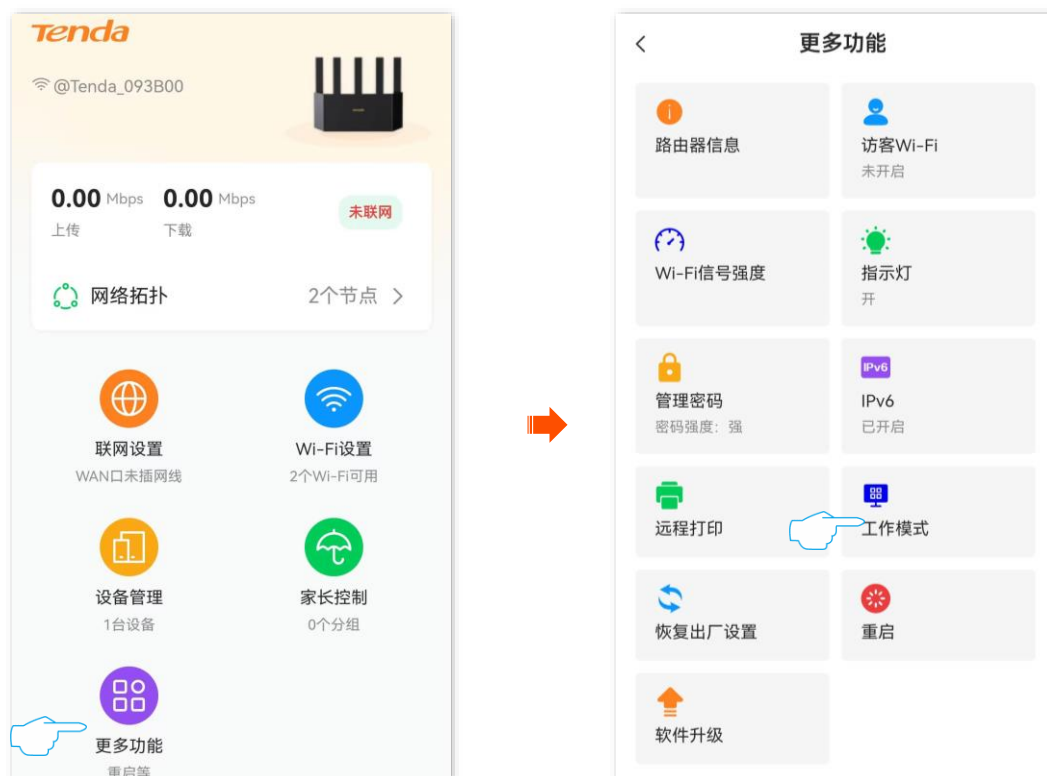 Tenda
@Tenda_093B00
0.00 Mbps 0.00 Mbps
上传 下载
未联网
网络拓扑 2个节点
联网设置 Wi-Fi设置
WAN口未插网线 2个Wi-Fi可用
设备管理 家长控制
1台设备 0个分组
更多功能
重启等
更多功能
路由器信息 访客Wi-Fi
未开启
Wi-Fi信号强度 指示灯
开
IPv6
管理密码 IPv6
密码强度：强 已开启
远程打印 工作模式
恢复出厂设置 重启
软件升级